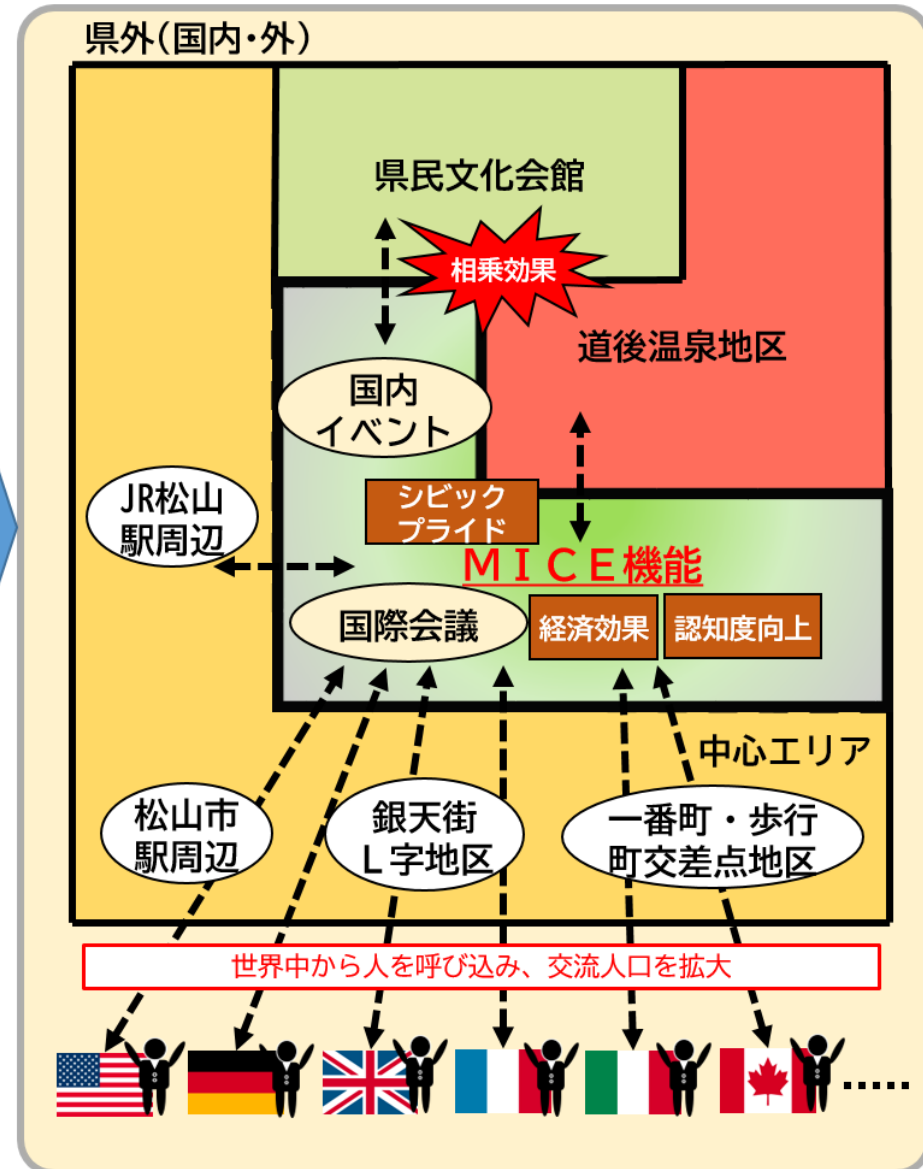 県外(国内・外)
県民文化会館
相乗効果
道後温泉地区
国内
イベント
シビック
プライド
JR松山
駅周辺
ＭＩＣＥ機能
国際会議
経済効果
認知度向上
中心エリア
松山市
駅周辺
銀天街
Ｌ字地区
一番町・歩行
町交差点地区
世界中から人を呼び込み、交流人口を拡大
……